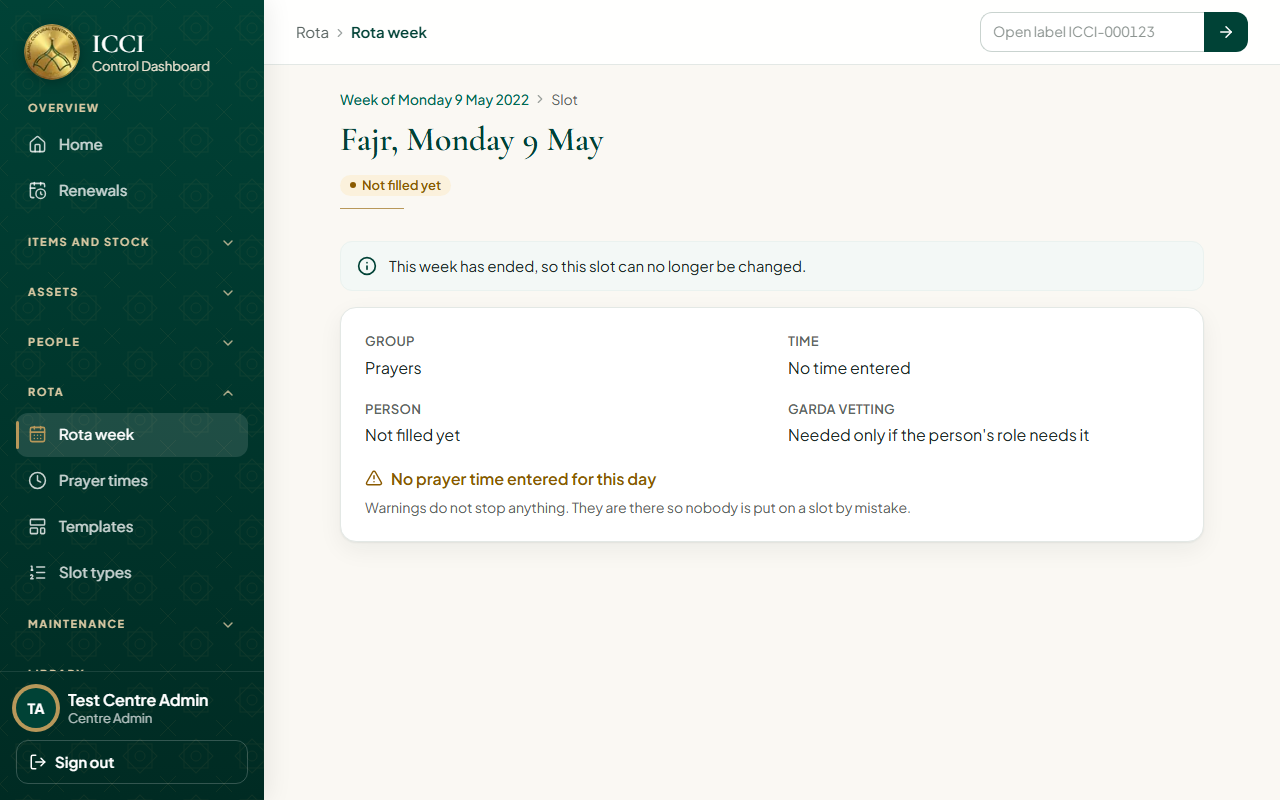 ICCI
Control Dashboard
OVERVIEW
Home
Renewals
ITEMS AND STOCK
ASSETS
PEOPLE
ROTA
Rota week
Prayer times
Templates
Slot types
MAINTENANCE
TA
Test Centre Admin
Centre Admin
Sign out
Rota > Rota week
Open label ICCI-000123
Week of Monday 9 May 2022 > Slot
Fajr, Monday 9 May
Not filled yet
This week has ended, so this slot can no longer be changed.
GROUP
Prayers
TIME
No time entered
PERSON
Not filled yet
GARDA VETTING
Needed only if the person's role needs it
No prayer time entered for this day
Warnings do not stop anything. They are there so nobody is put on a slot by mistake.